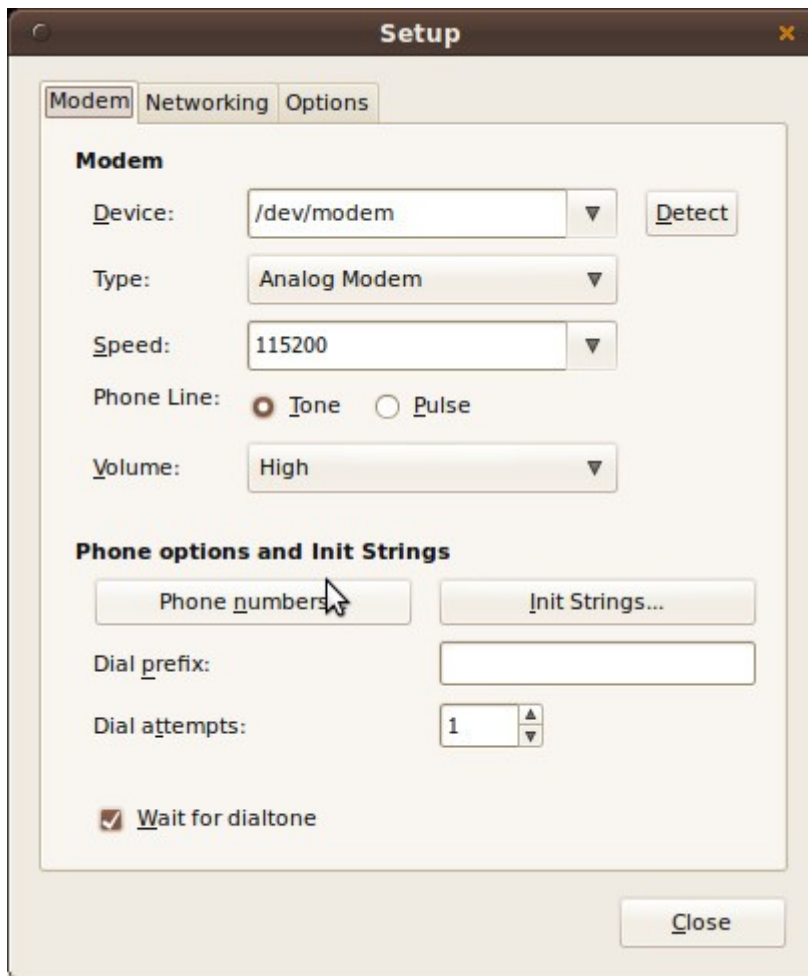 Setup
Modem Networking Options
Modem
Device: /dev/modem Detect
Type: Analog Modem
Speed: 115200
Phone Line: Tone Pulse
Volume: High
Phone options and Init Strings
Phone numbers Init Strings...
Dial prefix:
Dial attempts: 1
Wait for dialtone
Close